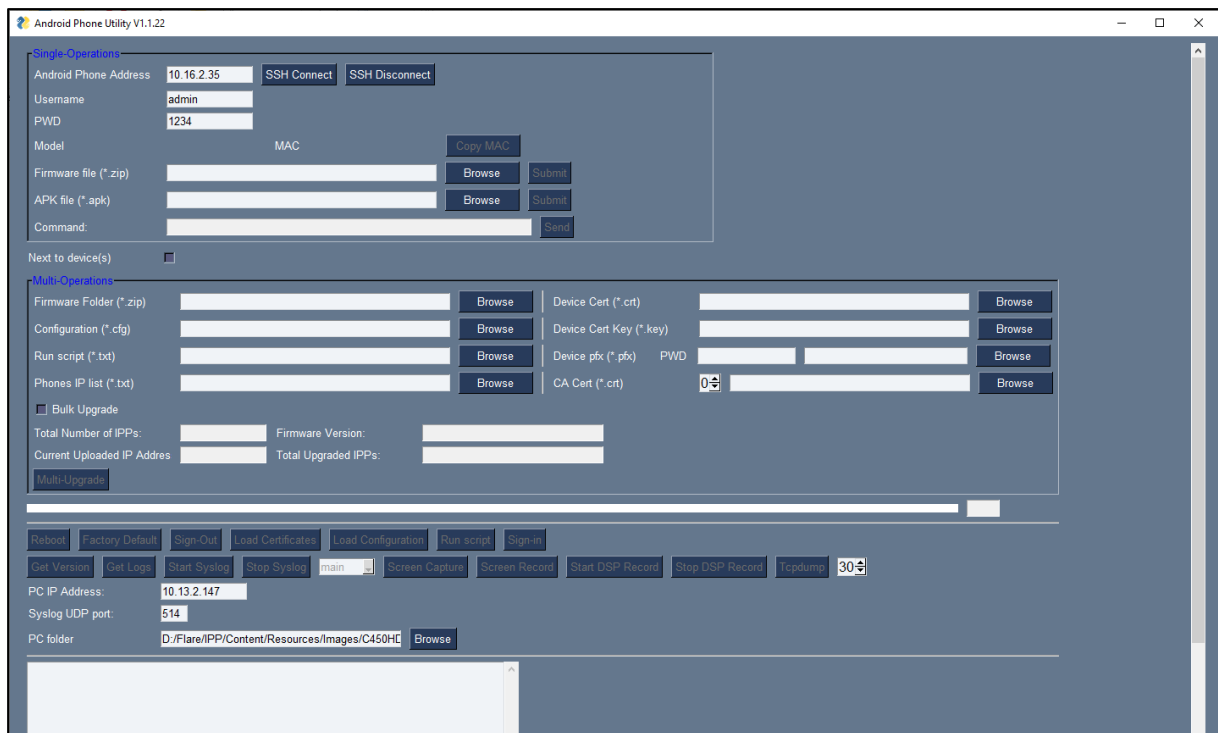 Android Phone Utility V1.1.22
Single-Operations
Android Phone Address 10.16.2.35 SSH Connect SSH Disconnect
Username admin
PWD 1234
Model MAC Copy MAC
Firmware file (*.zip) Browse Submit
APK file (*.apk) Browse Submit
Command: Send
Next to device(s)
Multi-Operations
Firmware Folder (*.zip) Browse Device Cert (*.crt) Browse
Configuration (*.cfg) Browse Device Cert Key (*.key) Browse
Run script (*.txt) Browse Device pfx (*.pfx) PWD Browse
Phones IP list (*.txt) Browse CA Cert (*.crt) 0 Browse
Bulk Upgrade
Total Number of IPPs: Firmware Version:
Current Uploaded IP Addres Total Upgraded IPPs:
Multi-Upgrade
Reboot Factory Default Sign-Out Load Certificates Load Configuration Run script Sign-in
Get Version Get Logs Start Syslog Stop Syslog main Screen Capture Screen Record Start DSP Record Stop DSP Record Tcpdump 30
PC IP Address: 10.13.2.147
Syslog UDP port: 514
PC folder D:/Flare/IPP/Content/Resources/Images/C450HD Browse